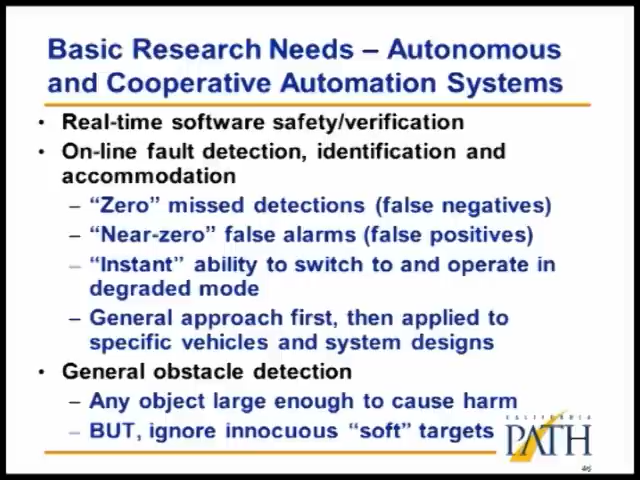 Basic Research Needs – Autonomous
and Cooperative Automation Systems
• Real-time software safety/verification
• On-line fault detection, identification and
accommodation
– “Zero” missed detections (false negatives)
– “Near-zero” false alarms (false positives)
– “Instant” ability to switch to and operate in
degraded mode
– General approach first, then applied to
specific vehicles and system designs
• General obstacle detection
– Any object large enough to cause harm
– BUT, ignore innocuous “soft” targets
CALIFORNIA
PATH